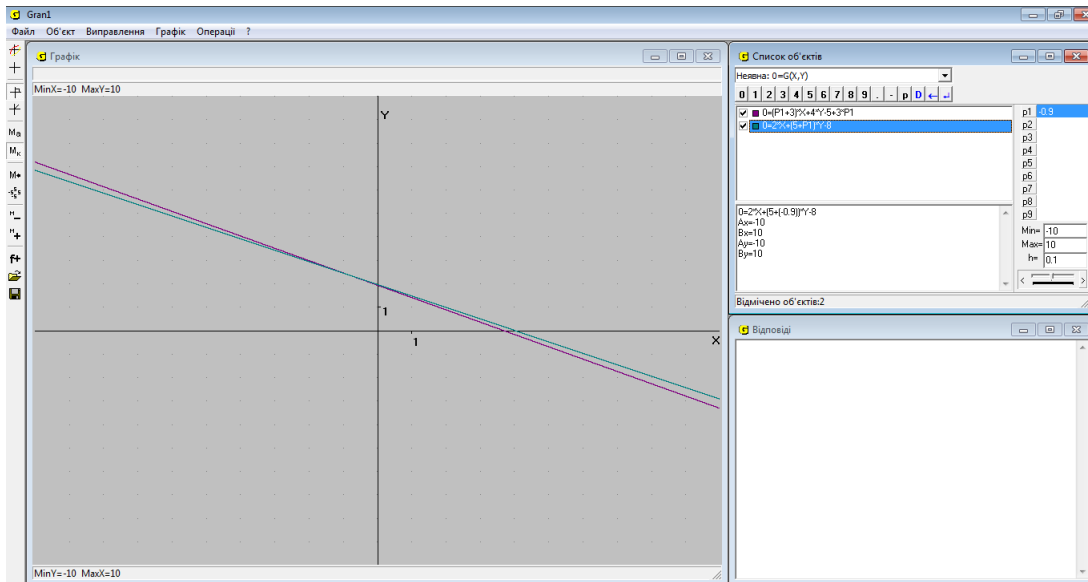 Gran1
Файл Об'єкт Виправлення Графік Операції ?
Графік
MinX=-10 MaxY=10
Y
1
1
X
MinY=-10 MaxX=10
Ma
Mк
M+
f+
Список об'єктів
Неявна: 0=G(X,Y)
0 1 2 3 4 5 6 7 8 9 . - p D ← ↲
0=(P1+3)*X+4*Y-5+3*P1
0=2*X+(5+P1)*Y-8
p1 -0.9
p2
p3
p4
p5
p6
p7
p8
p9
0=2*X+(5+(-0.9))*Y-8
Ax=-10
Bx=10
Ay=-10
By=10
Min= -10
Max= 10
h= 0.1
Відмічено об'єктів:2
Відповіді